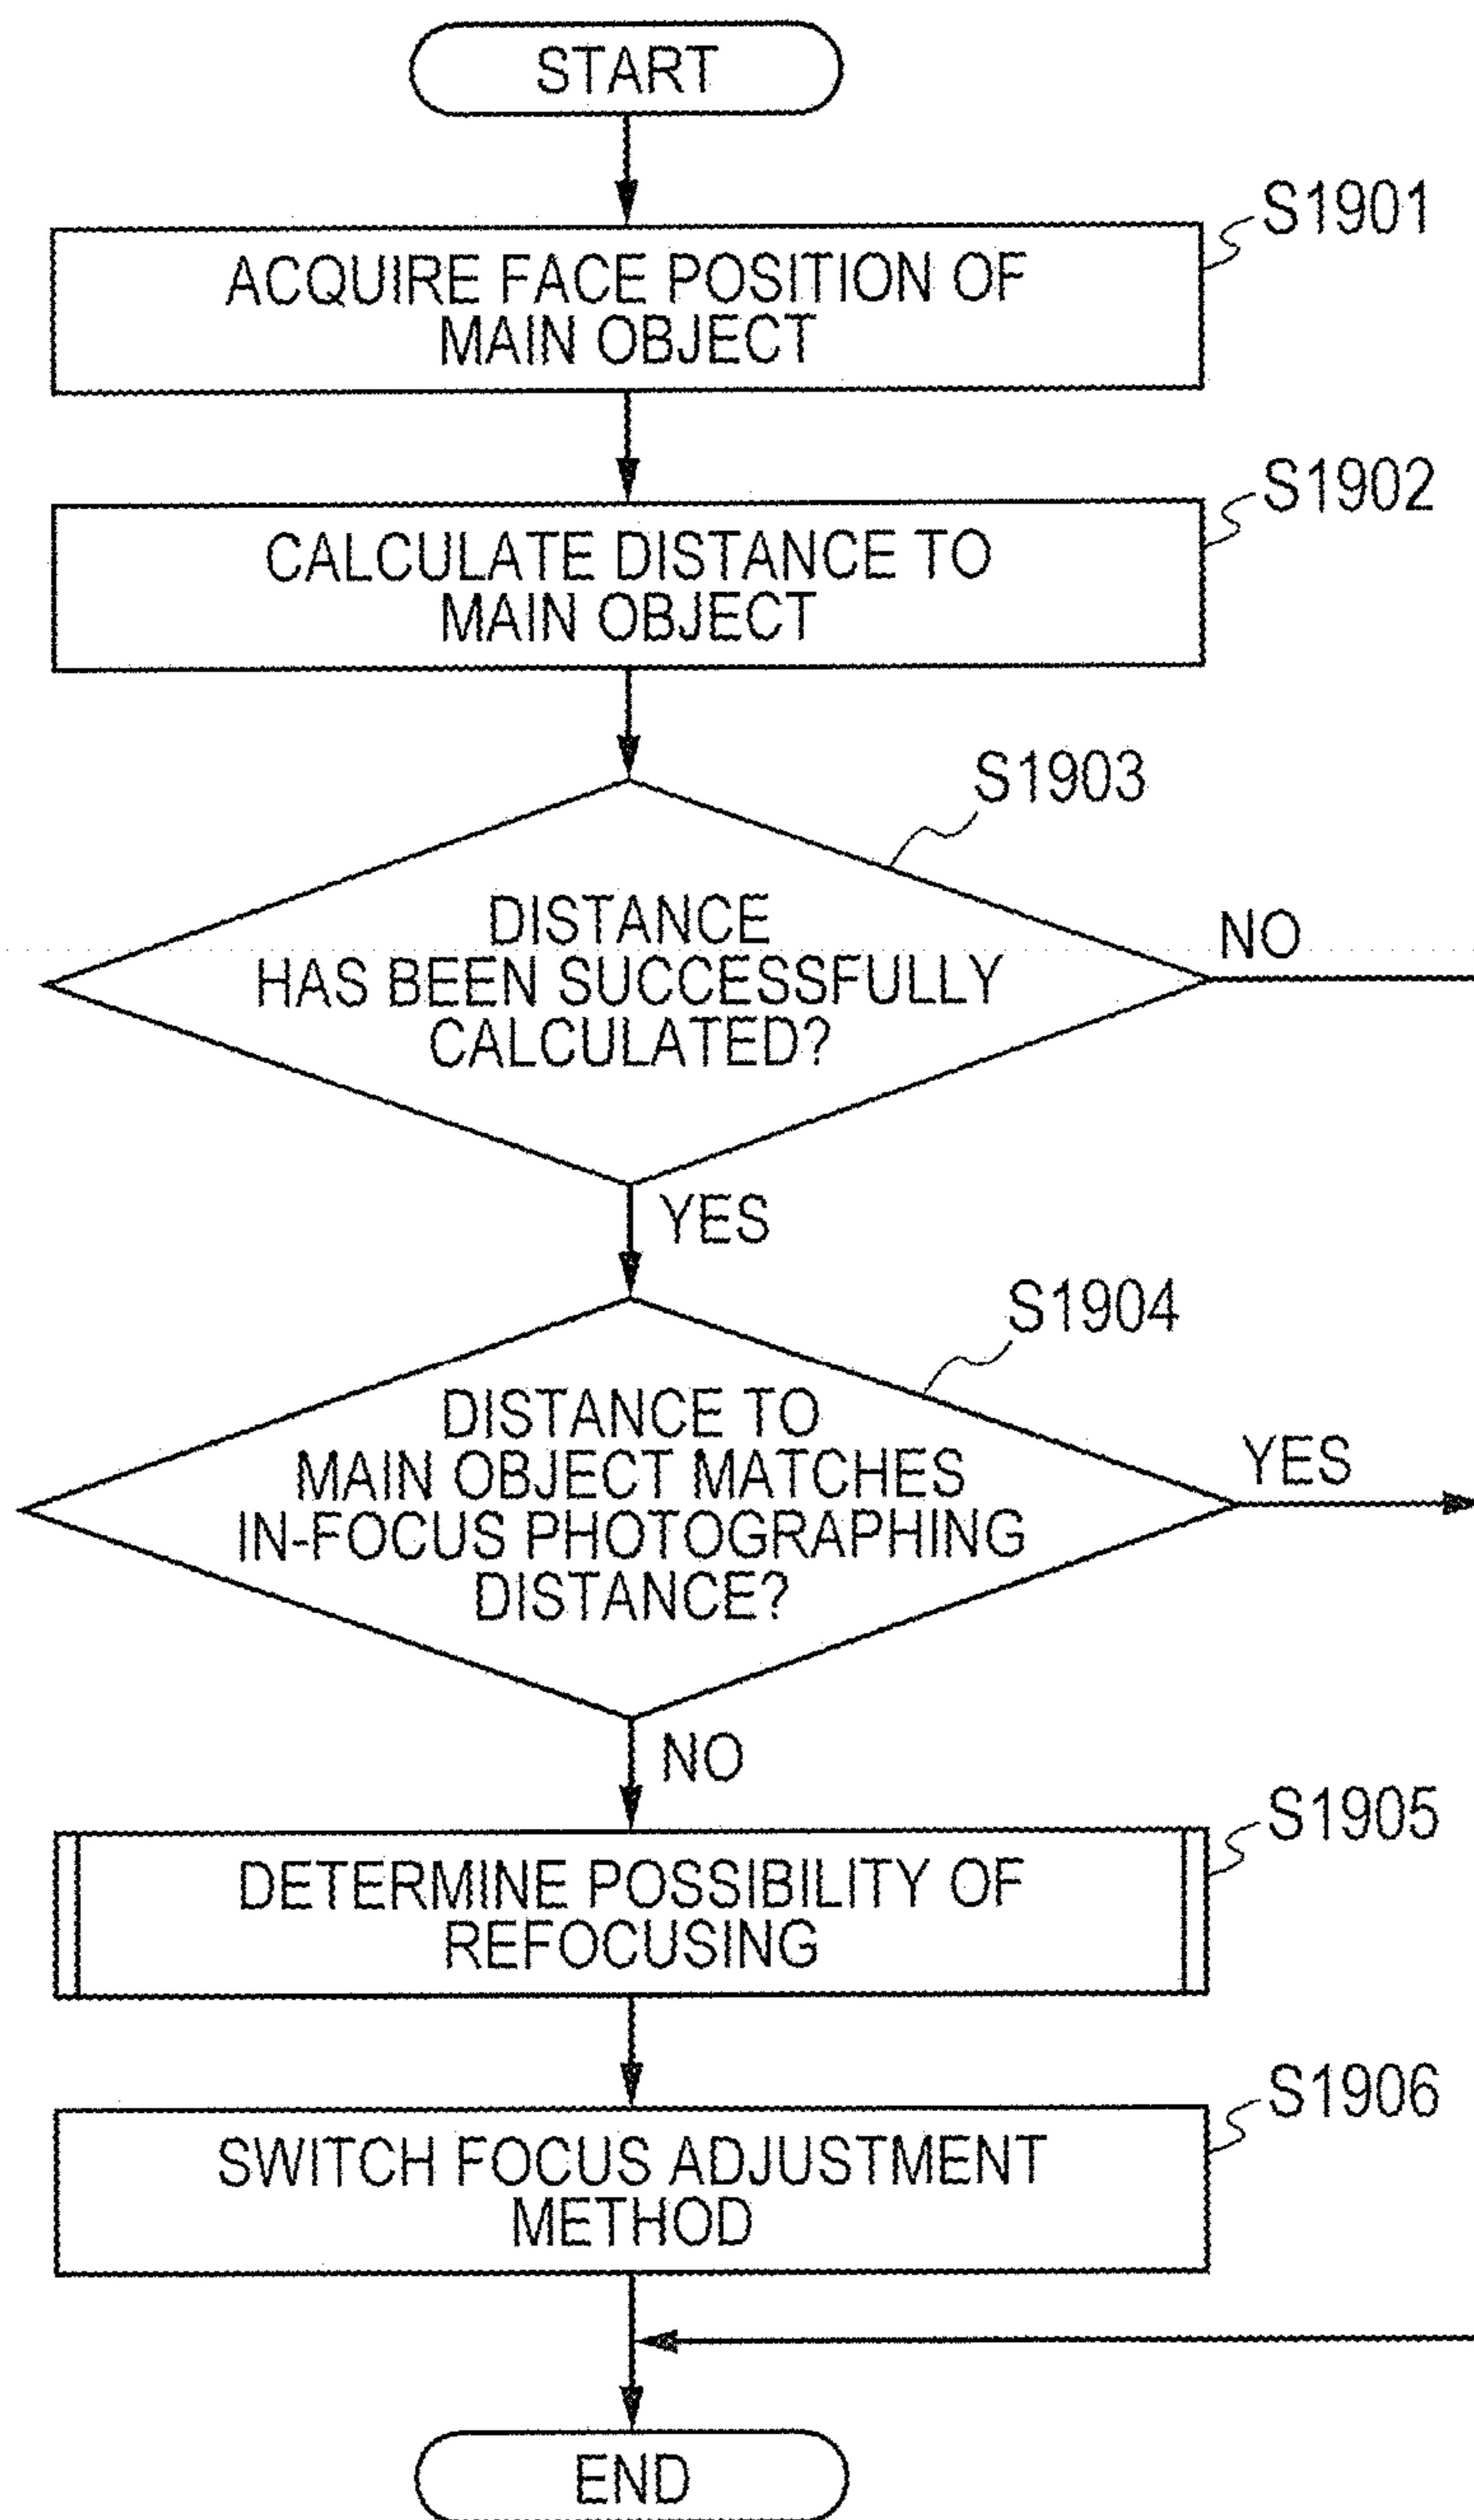 START
S1901
ACQUIRE FACE POSITION OF
MAIN OBJECT
S1902
CALCULATE DISTANCE TO
MAIN OBJECT
S1903
DISTANCE
HAS BEEN SUCCESSFULLY
CALCULATED?
NO
YES
S1904
DISTANCE TO
MAIN OBJECT MATCHES
IN-FOCUS PHOTOGRAPHING
DISTANCE?
YES
NO
S1905
DETERMINE POSSIBILITY OF
REFOCUSING
S1906
SWITCH FOCUS ADJUSTMENT
METHOD
END